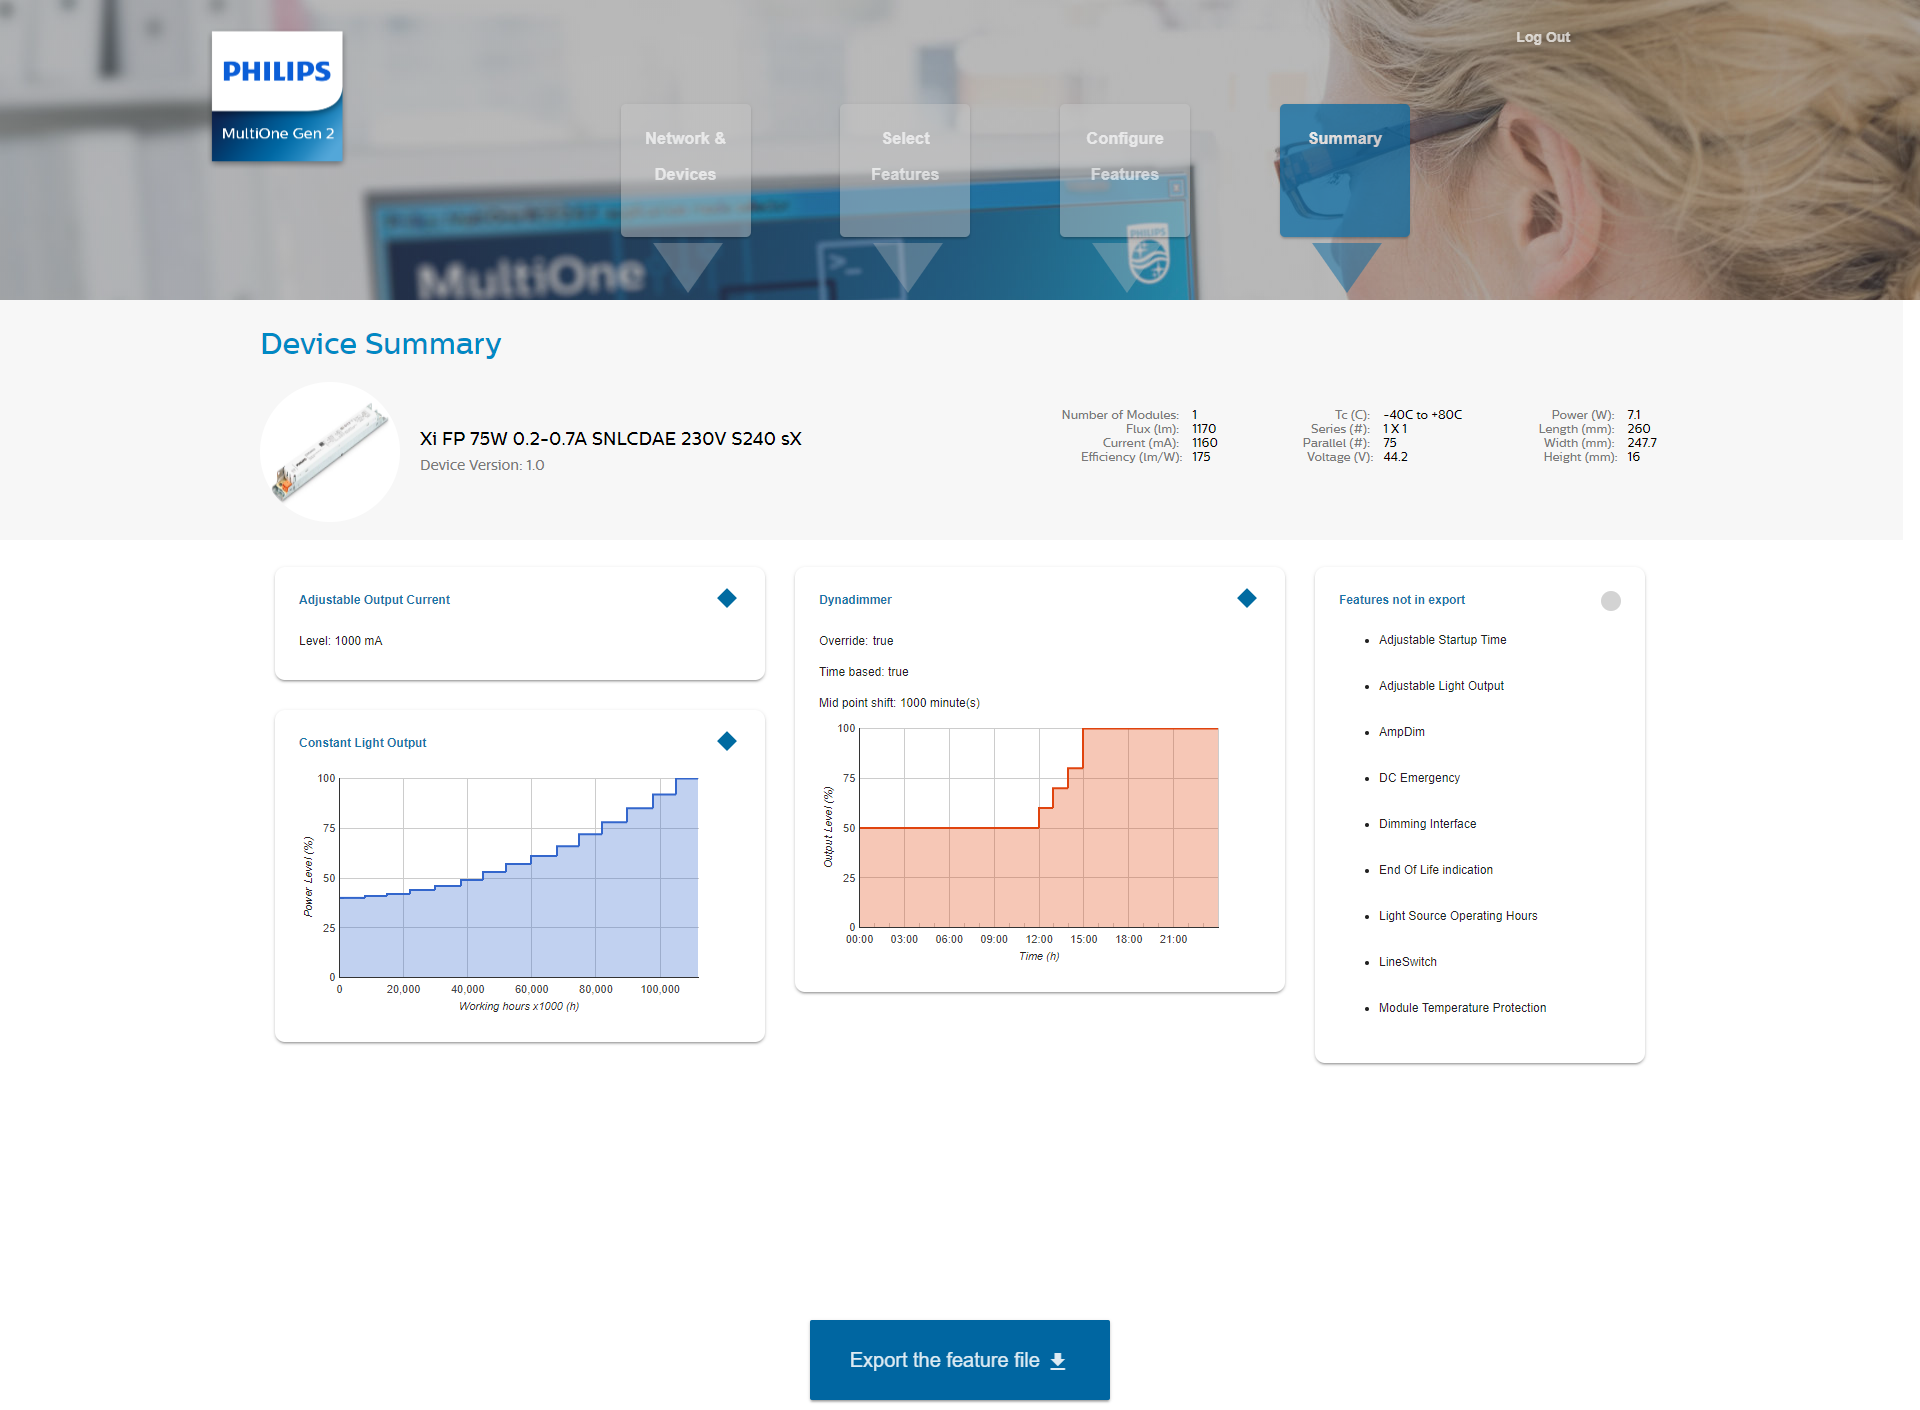 Log Out
PHILIPS
MultiOne Gen 2
Network &
Devices
Select
Features
Configure
Features
Summary
PHILIPS
MultiOne
Device Summary
Xi FP 75W 0.2-0.7A SNLCDAE 230V S240 sX
Device Version: 1.0
Number of Modules: 1
Flux (lm): 1170
Current (mA): 1160
Efficiency (lm/W): 175
Tc (C): -40C to +80C
Series (#): 1 X 1
Parallel (#): 75
Voltage (V): 44.2
Power (W): 7.1
Length (mm): 260
Width (mm): 247.7
Height (mm): 16
Adjustable Output Current
Level: 1000 mA
Constant Light Output
Power Level (%)
100
75
50
25
0
0 20,000 40,000 60,000 80,000 100,000
Working hours x1000 (h)
Dynadimmer
Override: true
Time based: true
Mid point shift: 1000 minute(s)
Output Level (%)
100
75
50
25
0
00:00 03:00 06:00 09:00 12:00 15:00 18:00 21:00
Time (h)
Features not in export
Adjustable Startup Time
Adjustable Light Output
AmpDim
DC Emergency
Dimming Interface
End Of Life indication
Light Source Operating Hours
LineSwitch
Module Temperature Protection
Export the feature file